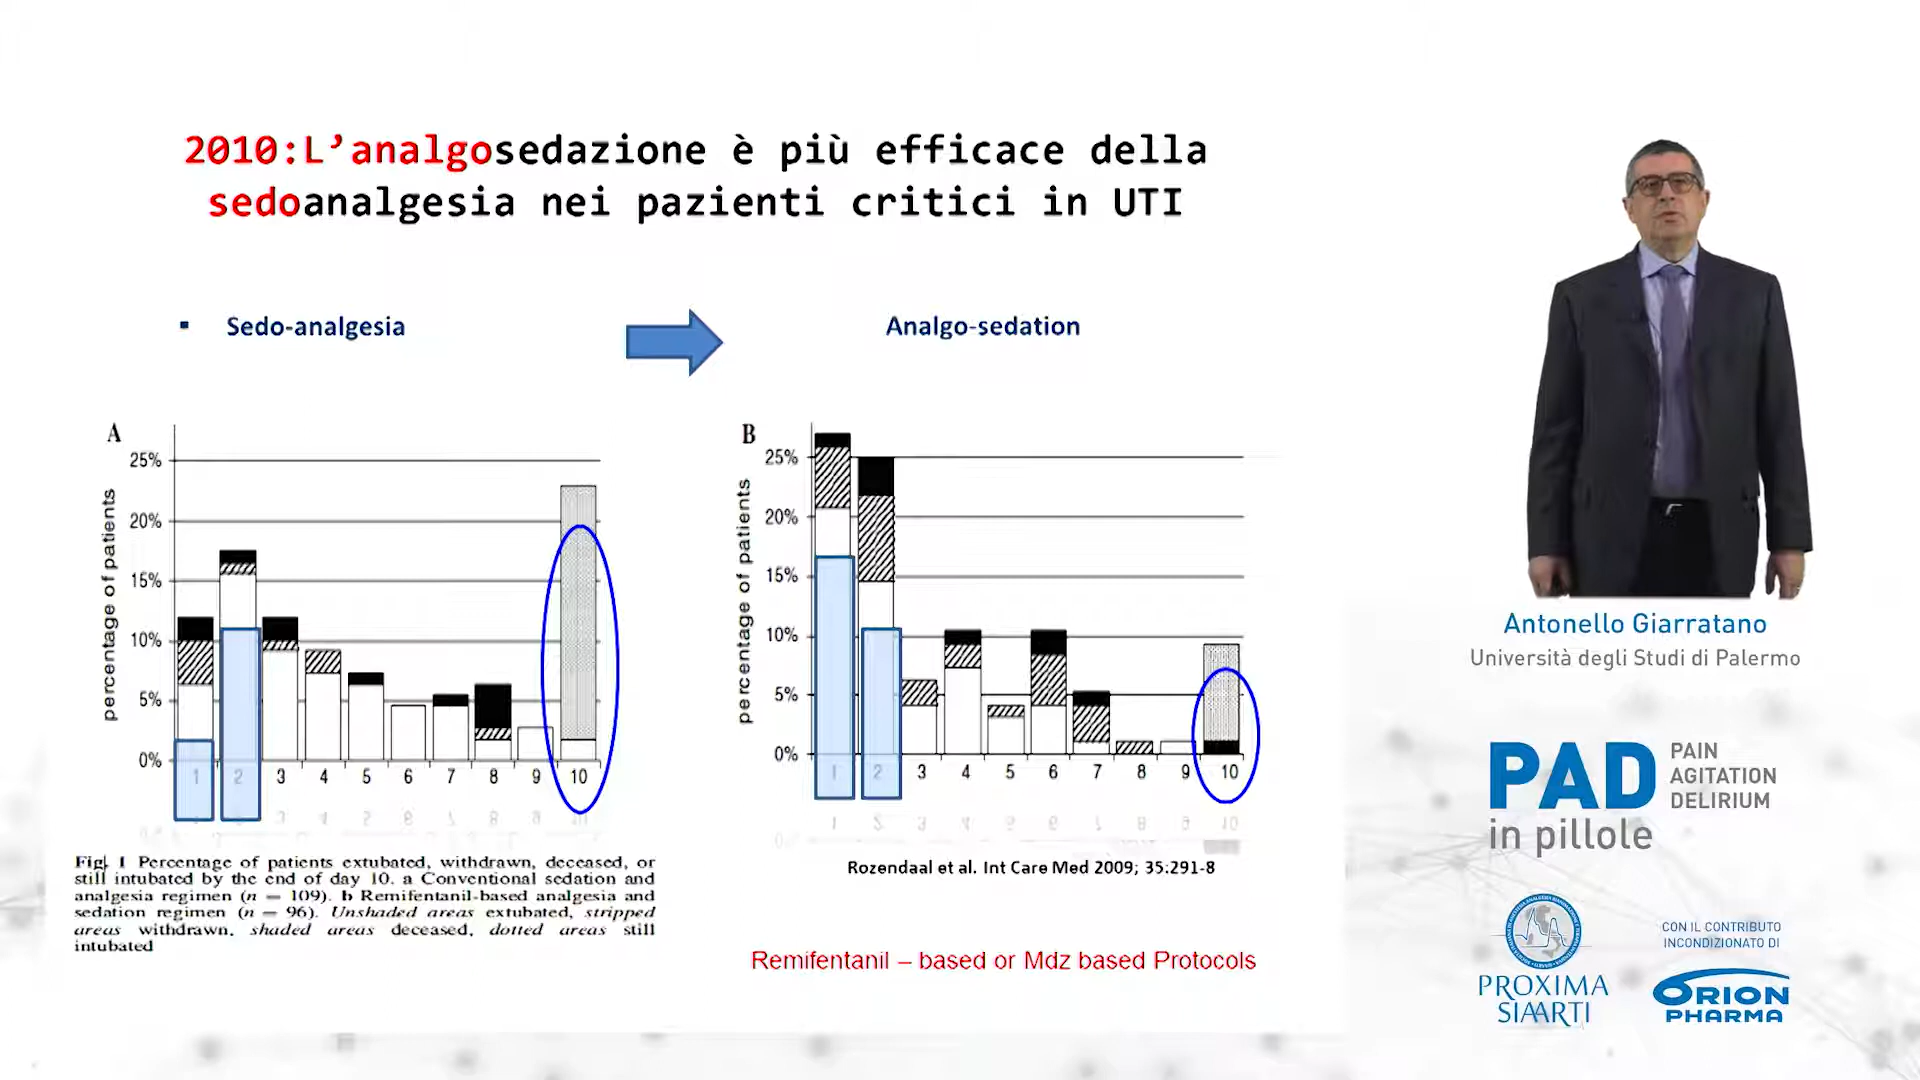 2010:L'analgosedazione è più efficace della
sedoanalgesia nei pazienti critici in UTI
▪ Sedo-analgesia
Analgo-sedation
A
percentage of patients
25%
20%
15%
10%
5%
0%
1 2 3 4 5 6 7 8 9 10
B
percentage of patients
25%
20%
15%
10%
5%
0%
1 2 3 4 5 6 7 8 9 10
Fig. 1 Percentage of patients extubated, withdrawn, deceased, or
still intubated by the end of day 10. a Conventional sedation and
analgesia regimen (n = 109). b Remifentanil-based analgesia and
sedation regimen (n = 96). Unshaded areas extubated, stripped
areas withdrawn, shaded areas deceased, dotted areas still
intubated
Rozendaal et al. Int Care Med 2009; 35:291-8
Remifentanil – based or Mdz based Protocols
Antonello Giarratano
Università degli Studi di Palermo
PAD
in pillole
PAIN
AGITATION
DELIRIUM
PROXIMA
SIAARTI
CON IL CONTRIBUTO
INCONDIZIONATO DI
ORION
PHARMA